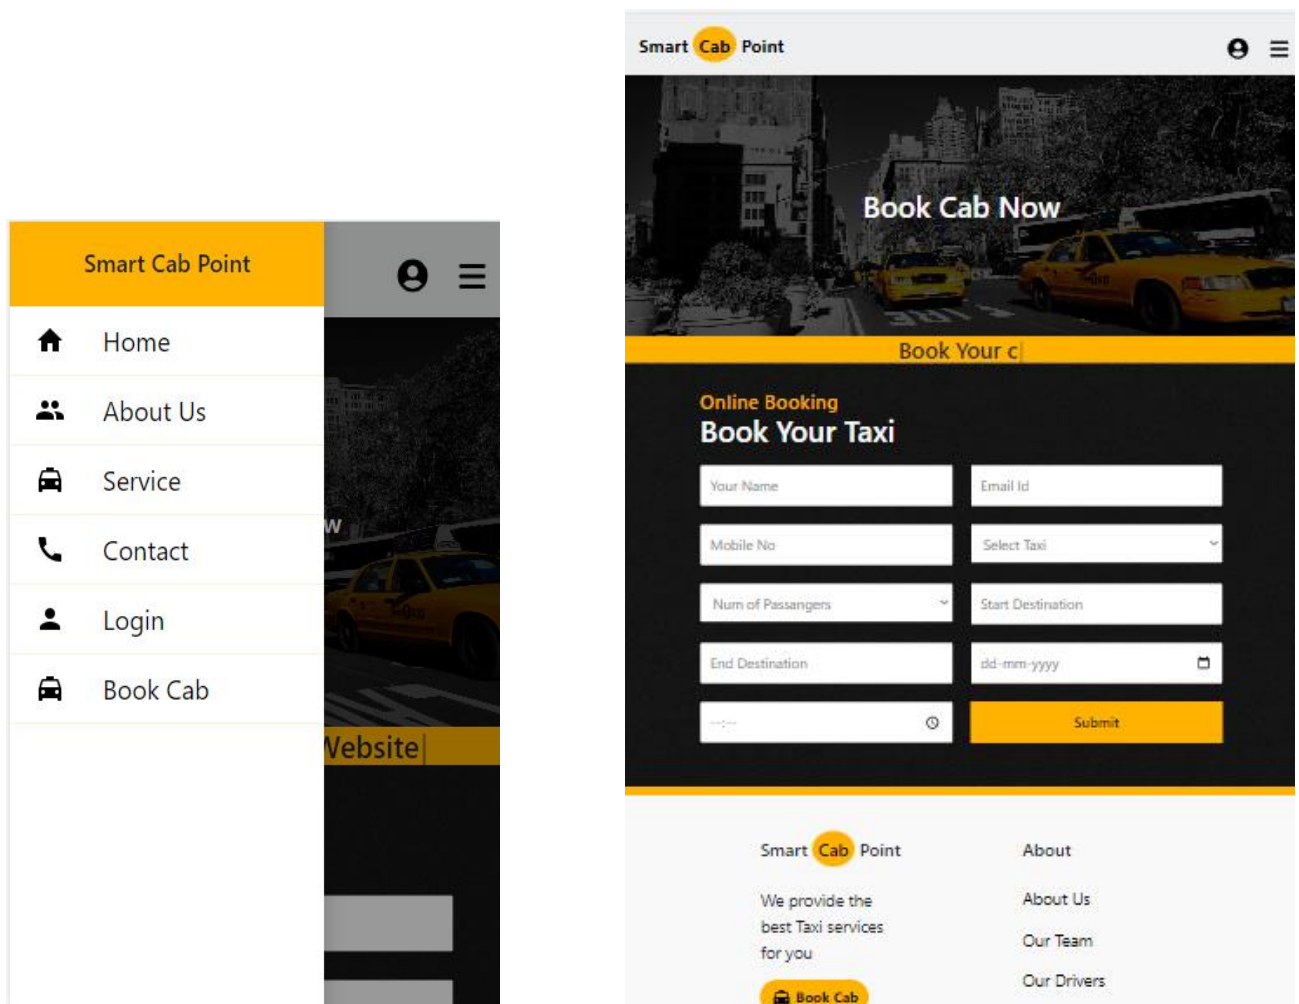 Smart Cab Point
Home
About Us
Service
Contact
Login
Book Cab
w
Website|
Smart Cab Point
Book Cab Now
Book Your c|
Online Booking
Book Your Taxi
Your Name
Email Id
Mobile No
Select Taxi
Num of Passangers
Start Destination
End Destination
dd-mm-yyyy
--:--
Submit
Smart Cab Point
About
We provide the
best Taxi services
for you
About Us
Our Team
Our Drivers
Book Cab